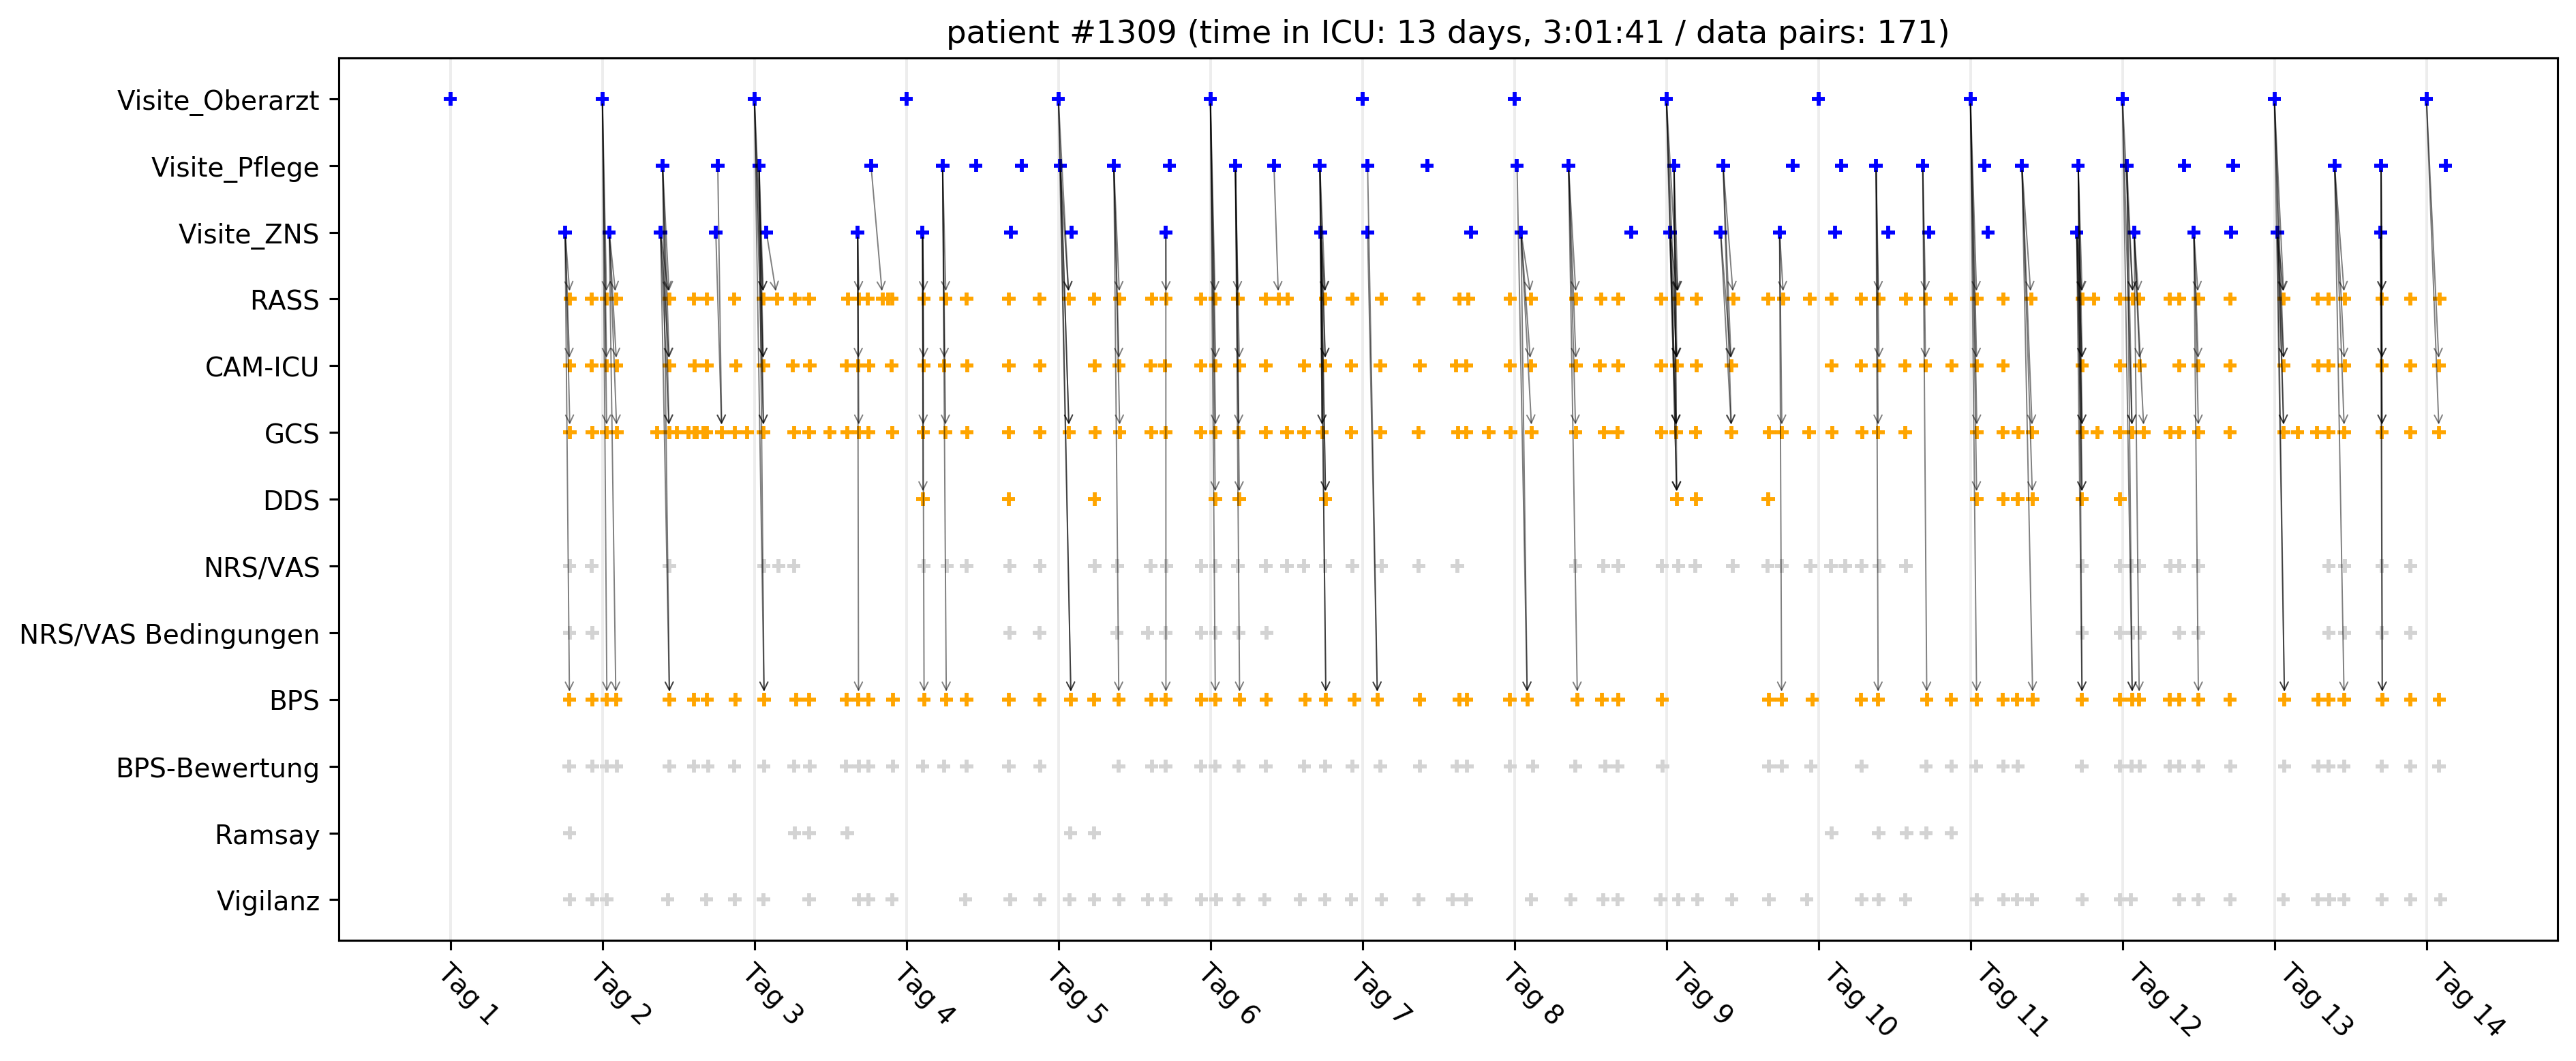 patient #1309 (time in ICU: 13 days, 3:01:41 / data pairs: 171)
Visite_Oberarzt
Visite_Pflege
Visite_ZNS
RASS
CAM-ICU
GCS
DDS
NRS/VAS
NRS/VAS Bedingungen
BPS
BPS-Bewertung
Ramsay
Vigilanz
Tag 1
Tag 2
Tag 3
Tag 4
Tag 5
Tag 6
Tag 7
Tag 8
Tag 9
Tag 10
Tag 11
Tag 12
Tag 13
Tag 14